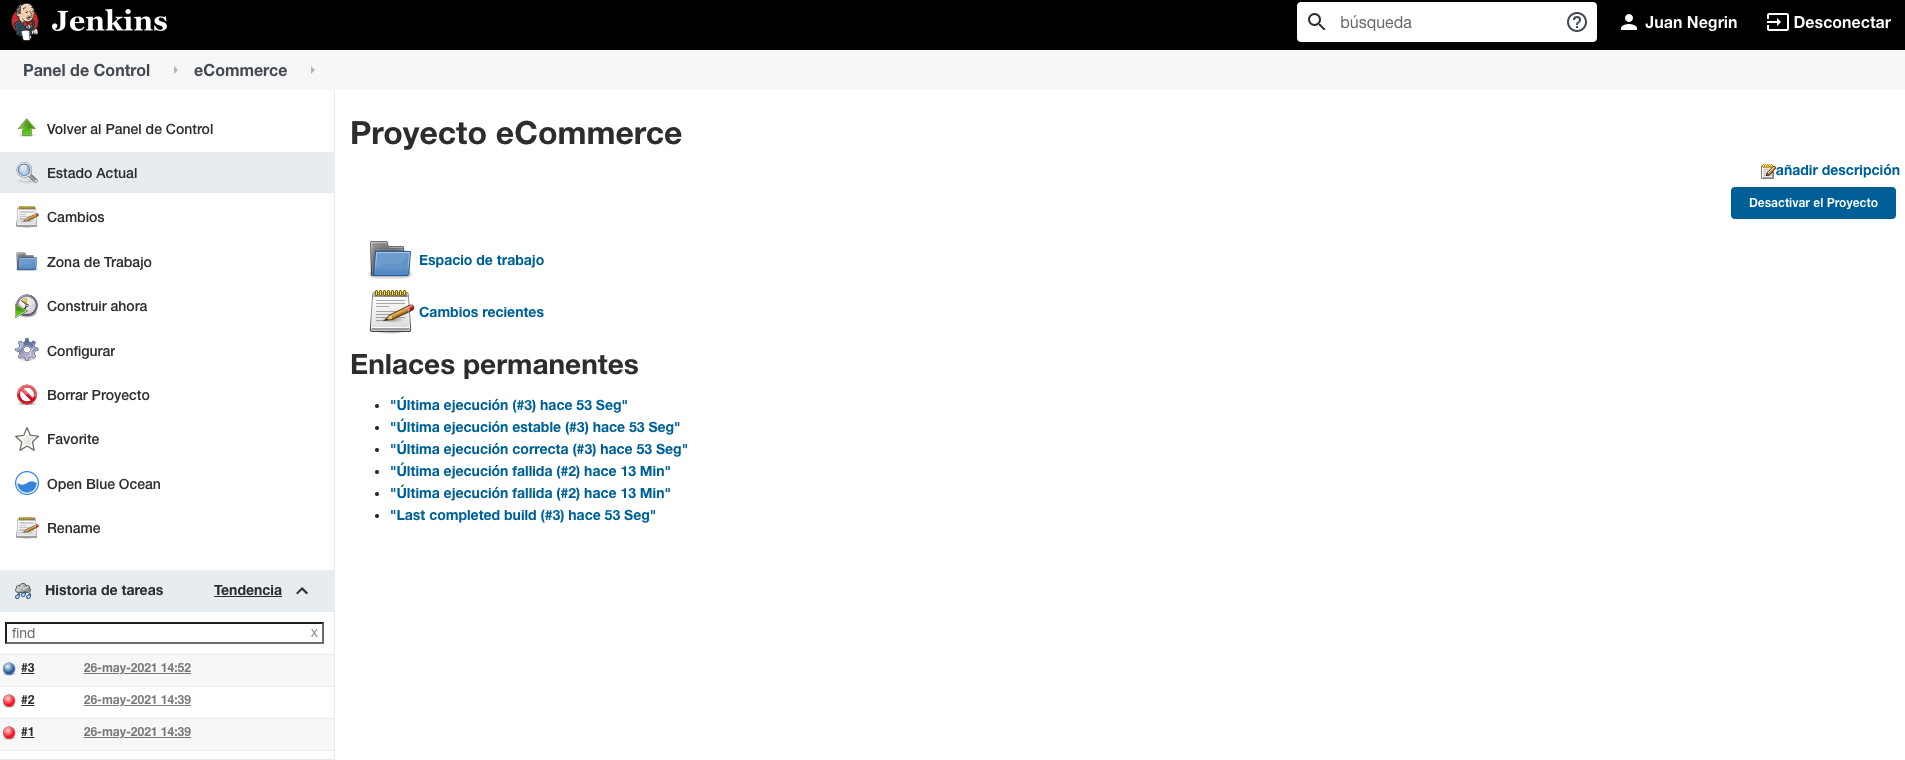 Jenkins
búsqueda
Juan Negrin
Desconectar
Panel de Control
eCommerce
Volver al Panel de Control
Estado Actual
Cambios
Zona de Trabajo
Construir ahora
Configurar
Borrar Proyecto
Favorite
Open Blue Ocean
Rename
Historia de tareas Tendencia
find x
#3 26-may-2021 14:52
#2 26-may-2021 14:39
#1 26-may-2021 14:39
Proyecto eCommerce
añadir descripción
Desactivar el Proyecto
Espacio de trabajo
Cambios recientes
Enlaces permanentes
"Última ejecución (#3) hace 53 Seg"
"Última ejecución estable (#3) hace 53 Seg"
"Última ejecución correcta (#3) hace 53 Seg"
"Última ejecución fallida (#2) hace 13 Min"
"Última ejecución fallida (#2) hace 13 Min"
"Last completed build (#3) hace 53 Seg"